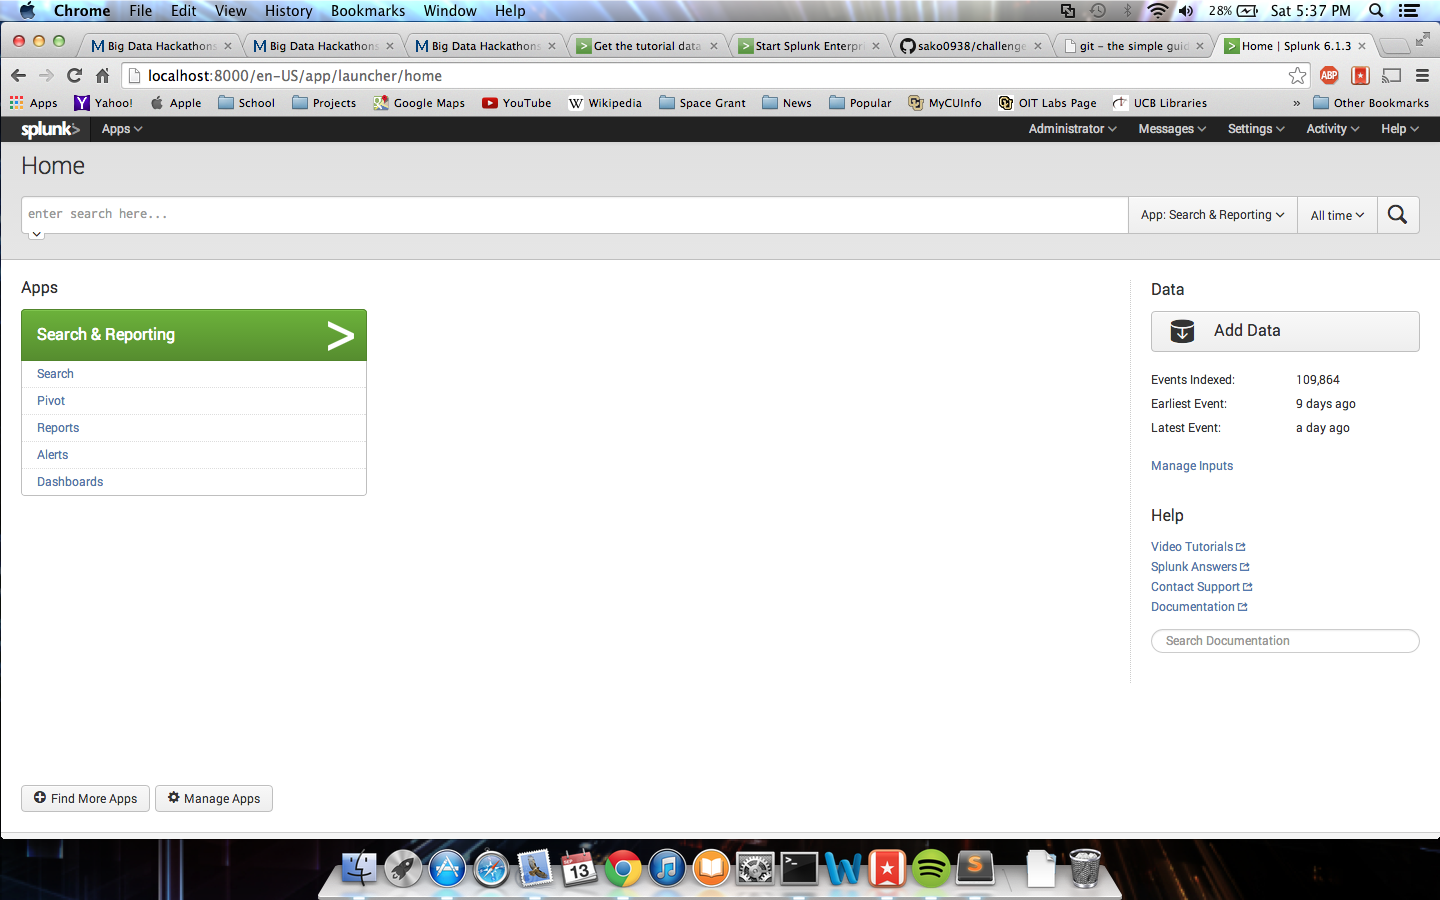 Chrome File Edit View History Bookmarks Window Help 28% Sat 5:37 PM
Big Data Hackathons Big Data Hackathons Big Data Hackathons Get the tutorial data Start Splunk Enterpri sako0938/challenge git - the simple guid Home | Splunk 6.1.3
localhost:8000/en-US/app/launcher/home ABP
Apps Yahoo! Apple School Projects Google Maps YouTube W Wikipedia Space Grant News Popular MyCUInfo OIT Labs Page UCB Libraries » Other Bookmarks
splunk> Apps Administrator Messages Settings Activity Help
Home
enter search here... App: Search & Reporting All time
Apps
Search & Reporting >
Search
Pivot
Reports
Alerts
Dashboards
Data
Add Data
Events Indexed: 109,864
Earliest Event: 9 days ago
Latest Event: a day ago
Manage Inputs
Help
Video Tutorials
Splunk Answers
Contact Support
Documentation
Search Documentation
Find More Apps Manage Apps
SEP
13
>_
W
S